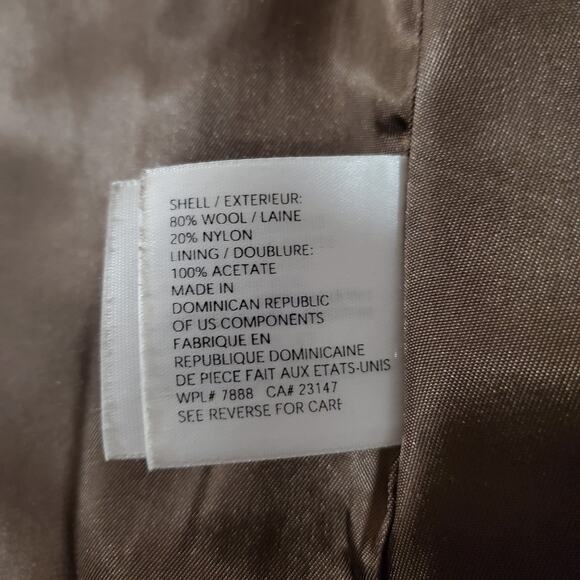 SHELL / EXTERIEUR:
80% WOOL / LAINE
20% NYLON
LINING / DOUBLURE:
100% ACETATE
MADE IN
DOMINICAN REPUBLIC
OF US COMPONENTS
FABRIQUE EN
REPUBLIQUE DOMINICAINE
DE PIECE FAIT AUX ETATS-UNIS
WPL# 7888 CA# 23147
SEE REVERSE FOR CARE